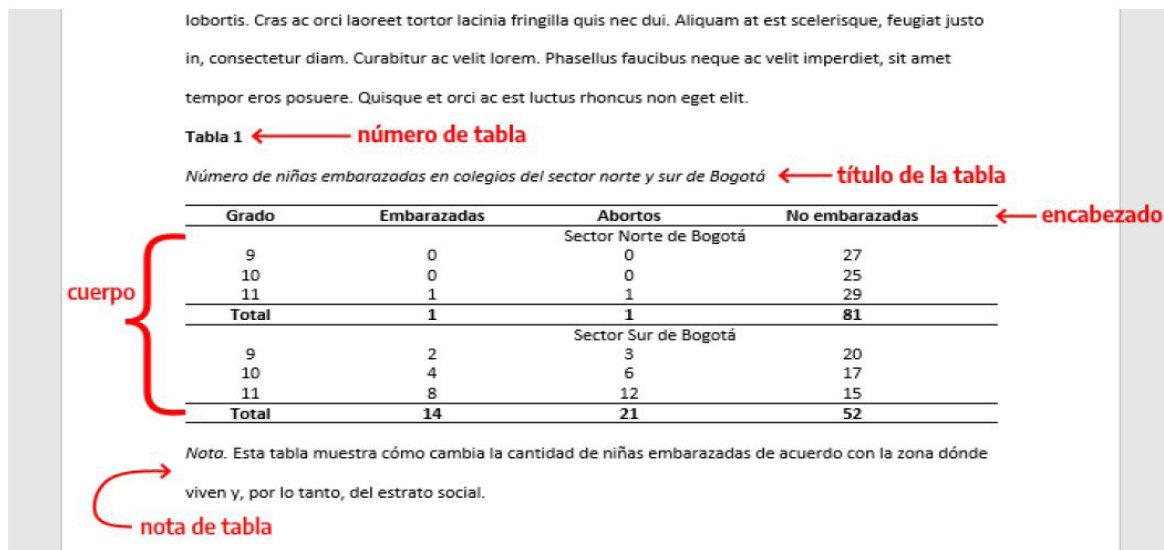 lobortis. Cras ac orci laoreet tortor lacinia fringilla quis nec dui. Aliquam at est scelerisque, feugiat justo
in, consectetur diam. Curabitur ac velit lorem. Phasellus faucibus neque ac velit imperdiet, sit amet
tempor eros posuere. Quisque et orci ac est luctus rhoncus non eget elit.
Tabla 1 número de tabla
Número de niñas embarazadas en colegios del sector norte y sur de Bogotá título de la tabla
Grado Embarazadas Abortos No embarazadas encabezado
Sector Norte de Bogotá
9 0 0 27
10 0 0 25
cuerpo 11 1 1 29
Total 1 1 81
Sector Sur de Bogotá
9 2 3 20
10 4 6 17
11 8 12 15
Total 14 21 52
Nota. Esta tabla muestra cómo cambia la cantidad de niñas embarazadas de acuerdo con la zona dónde
viven y, por lo tanto, del estrato social.
nota de tabla